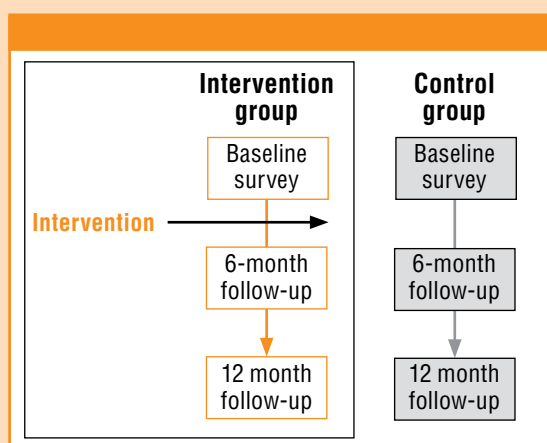 Intervention
group
Baseline
survey
Intervention
6-month
follow-up
12 month
follow-up
Control
group
Baseline
survey
6-month
follow-up
12 month
follow-up